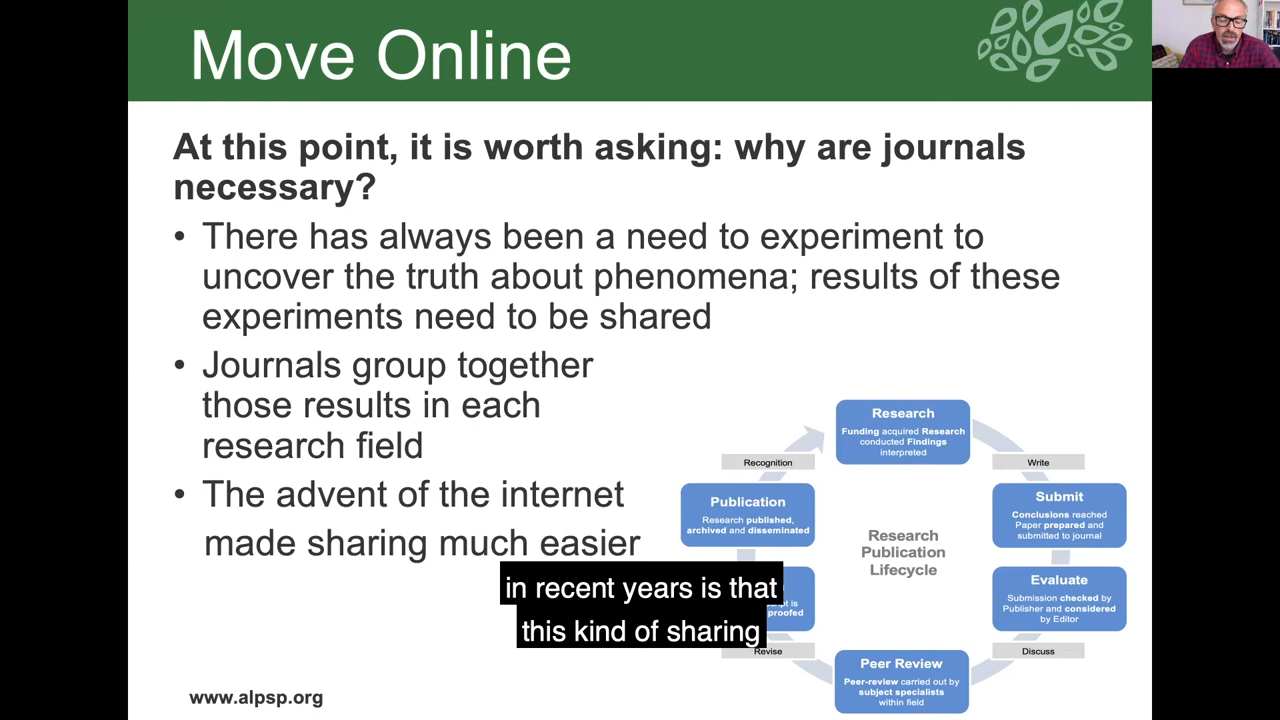 Move Online
At this point, it is worth asking: why are journals
necessary?
• There has always been a need to experiment to
uncover the truth about phenomena; results of these
experiments need to be shared
• Journals group together
those results in each
research field
• The advent of the internet
made sharing much easier
Research
Funding acquired Research
conducted Findings
interpreted
Write
Submit
Conclusions reached
Paper prepared and
submitted to journal
Evaluate
Submission checked by
Publisher and considered
by Editor
Discuss
Peer Review
Peer-review carried out by
subject specialists
within field
Revise
is
proofed
Publication
Research published,
archived and disseminated
Recognition
Research
Publication
Lifecycle
in recent years is that
this kind of sharing
www.alpsp.org